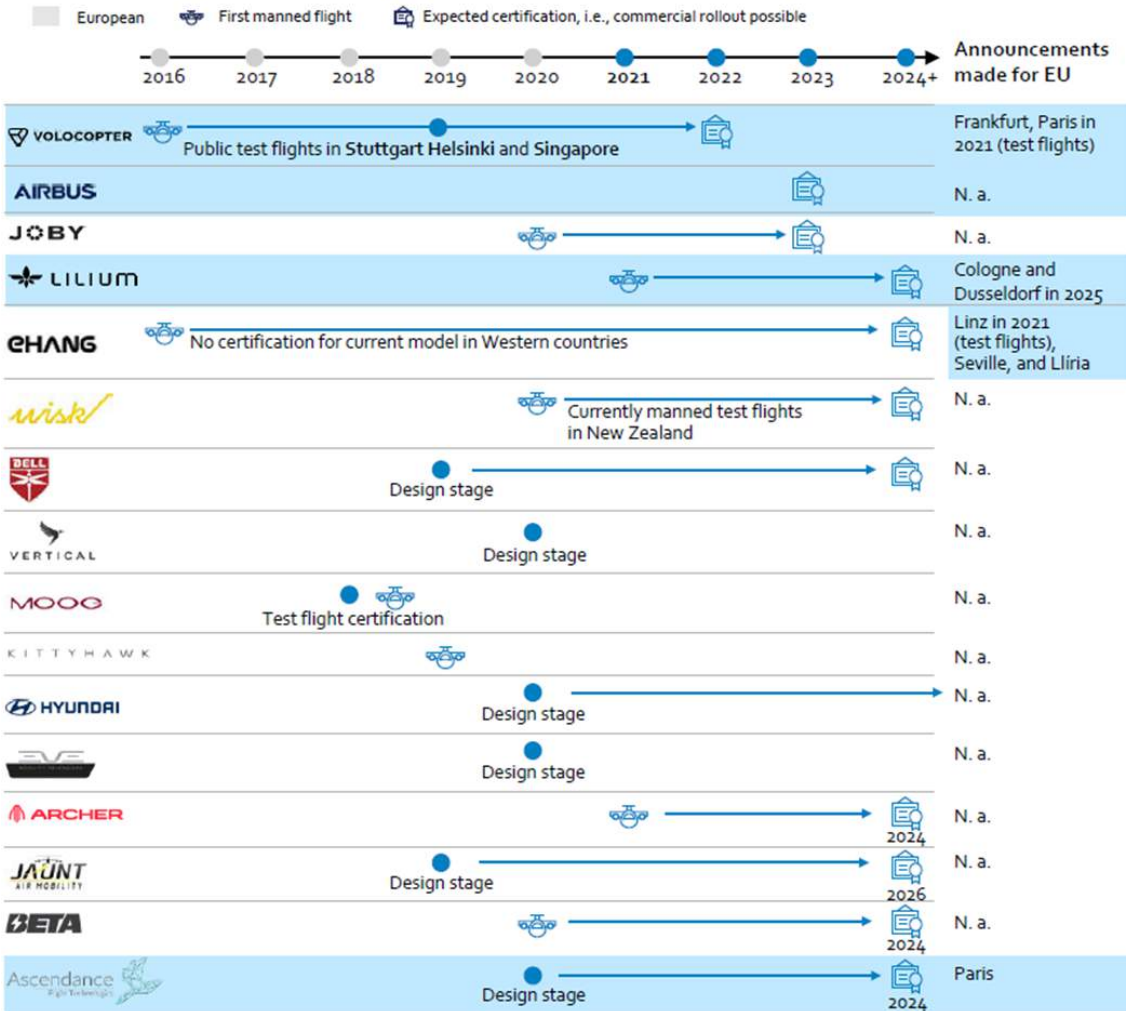 European First manned flight Expected certification, i.e., commercial rollout possible
2016 2017 2018 2019 2020 2021 2022 2023 2024+
Announcements
made for EU
VOLOCOPTER
Public test flights in Stuttgart Helsinki and Singapore
Frankfurt, Paris in
2021 (test flights)
AIRBUS
N. a.
JOBY
N. a.
LILIUM
Cologne and
Dusseldorf in 2025
EHANG
No certification for current model in Western countries
Linz in 2021
(test flights),
Seville, and Llíria
wisk
Currently manned test flights
in New Zealand
N. a.
BELL
Design stage
N. a.
VERTICAL
Design stage
N. a.
MOOG
Test flight certification
N. a.
KITTYHAWK
N. a.
HYUNDAI
Design stage
N. a.
EVE
Design stage
N. a.
ARCHER
2024
N. a.
JAUNT
AIR MOBILITY
Design stage
2026
N. a.
BETA
2024
N. a.
Ascendance
Flight Technologies
Design stage
2024
Paris